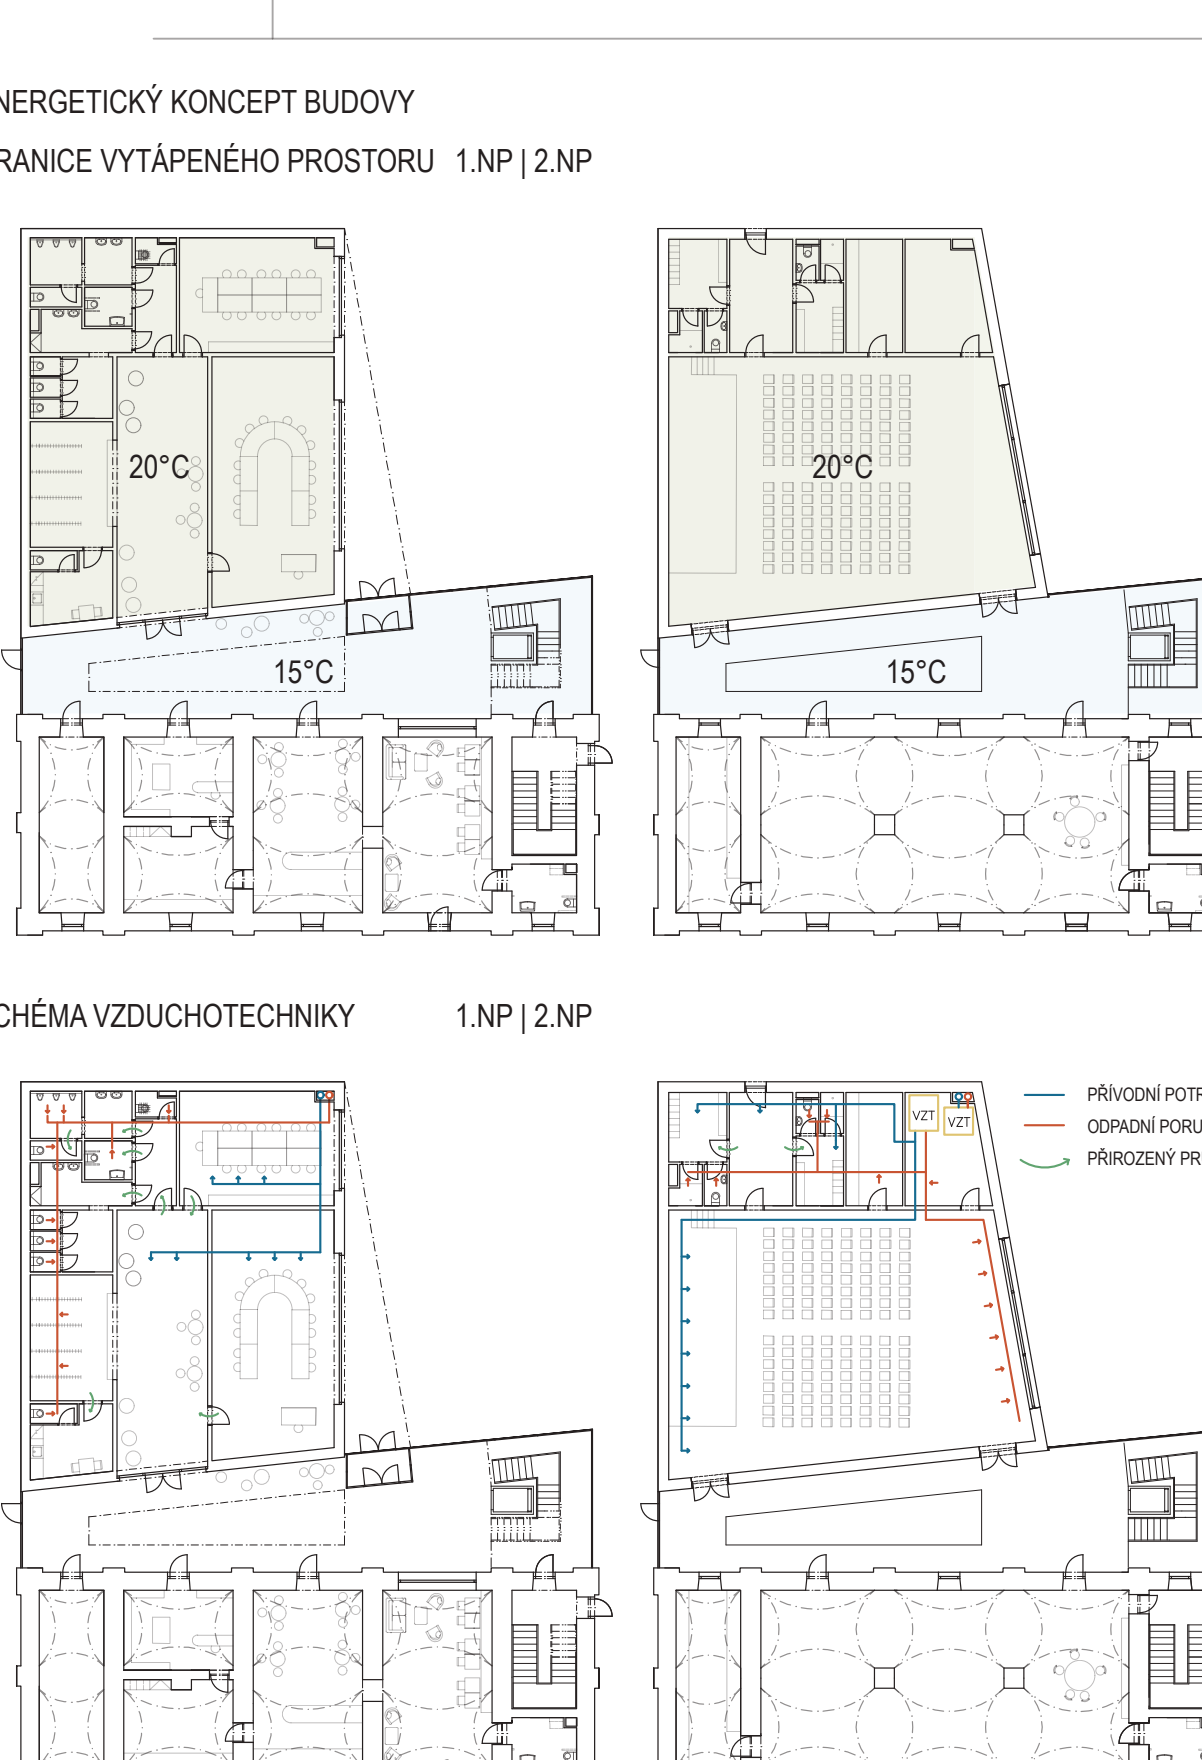 NERGETICKÝ KONCEPT BUDOVY
RANICE VYTÁPENÉHO PROSTORU 1.NP | 2.NP
20°C
20°C
15°C
15°C
CHÉMA VZDUCHOTECHNIKY 1.NP | 2.NP
VZT
VZT
PŘÍVODNÍ POTR
ODPADNÍ PORU
PŘIROZENÝ PR